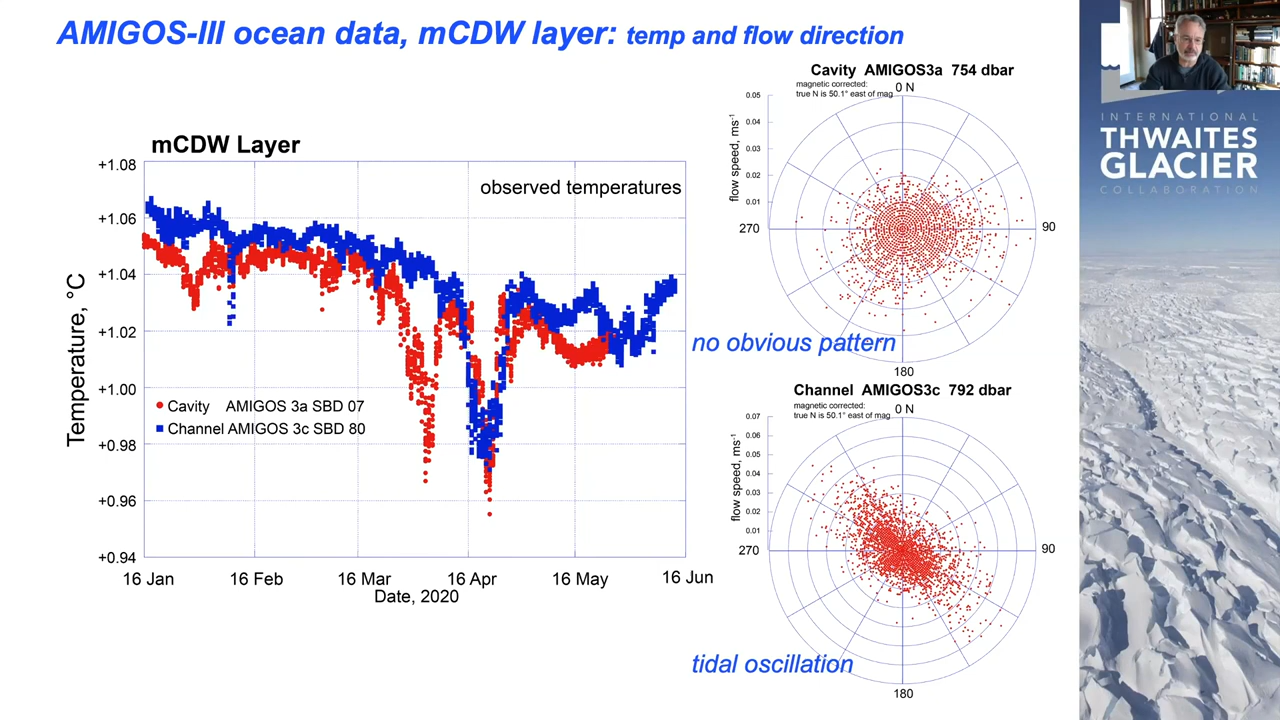 AMIGOS-III ocean data, mCDW layer: temp and flow direction
mCDW Layer
observed temperatures
+1.08
+1.06
+1.04
+1.02
+1.00
+0.98
+0.96
+0.94
Temperature, °C
Cavity AMIGOS 3a SBD 07
Channel AMIGOS 3c SBD 80
16 Jan
16 Feb
16 Mar
16 Apr
16 May
16 Jun
Date, 2020
Cavity AMIGOS3a 754 dbar
magnetic corrected:
true N is 50.1° east of mag
0 N
0.05
0.04
0.03
0.02
0.01
flow speed, ms-1
270
90
180
no obvious pattern
Channel AMIGOS3c 792 dbar
magnetic corrected:
true N is 50.1° east of mag
0 N
0.07
0.06
0.05
0.04
0.03
0.02
0.01
flow speed, ms-1
270
90
180
tidal oscillation
INTERNATIONAL
THWAITES
GLACIER
COLLABORATION